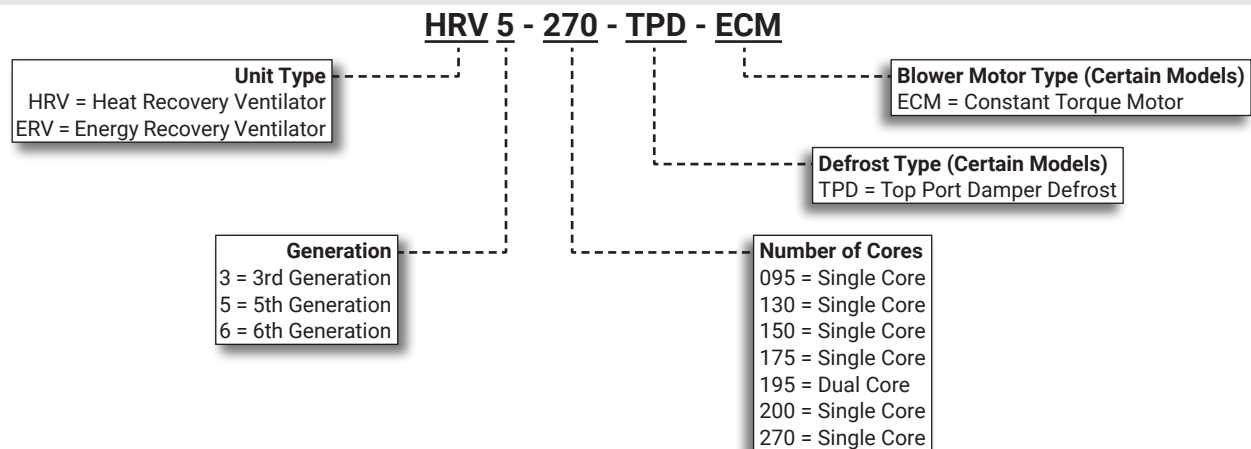 HRV 5 - 270 - TPD - ECM
Unit Type
HRV = Heat Recovery Ventilator
ERV = Energy Recovery Ventilator
Blower Motor Type (Certain Models)
ECM = Constant Torque Motor
Defrost Type (Certain Models)
TPD = Top Port Damper Defrost
Generation
3 = 3rd Generation
5 = 5th Generation
6 = 6th Generation
Number of Cores
095 = Single Core
130 = Single Core
150 = Single Core
175 = Single Core
195 = Dual Core
200 = Single Core
270 = Single Core